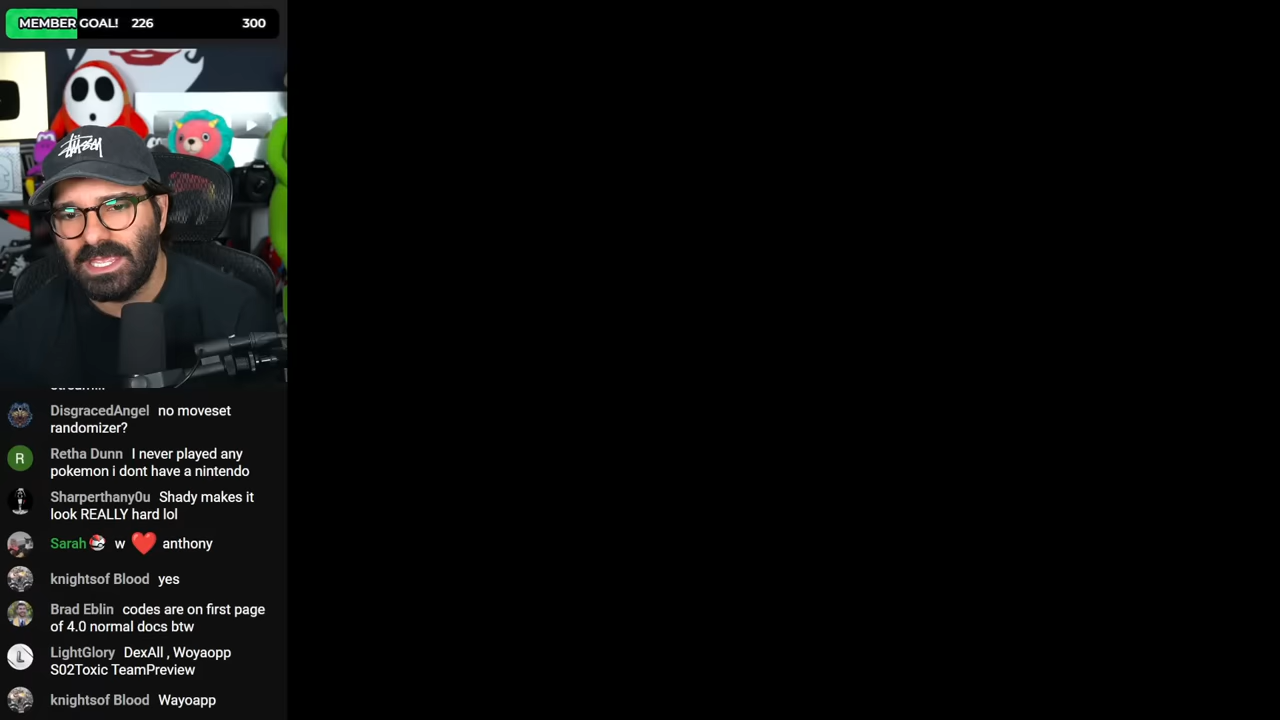 MEMBER GOAL! 226 300
STÜSSY
DisgracedAngel no moveset
randomizer?
Retha Dunn I never played any
pokemon i dont have a nintendo
Sharperthany0u Shady makes it
look REALLY hard lol
Sarah w ❤️ anthony
knightsof Blood yes
Brad Eblin codes are on first page
of 4.0 normal docs btw
LightGlory DexAll , Woyaopp
S02Toxic TeamPreview
knightsof Blood Wayoapp
R
L